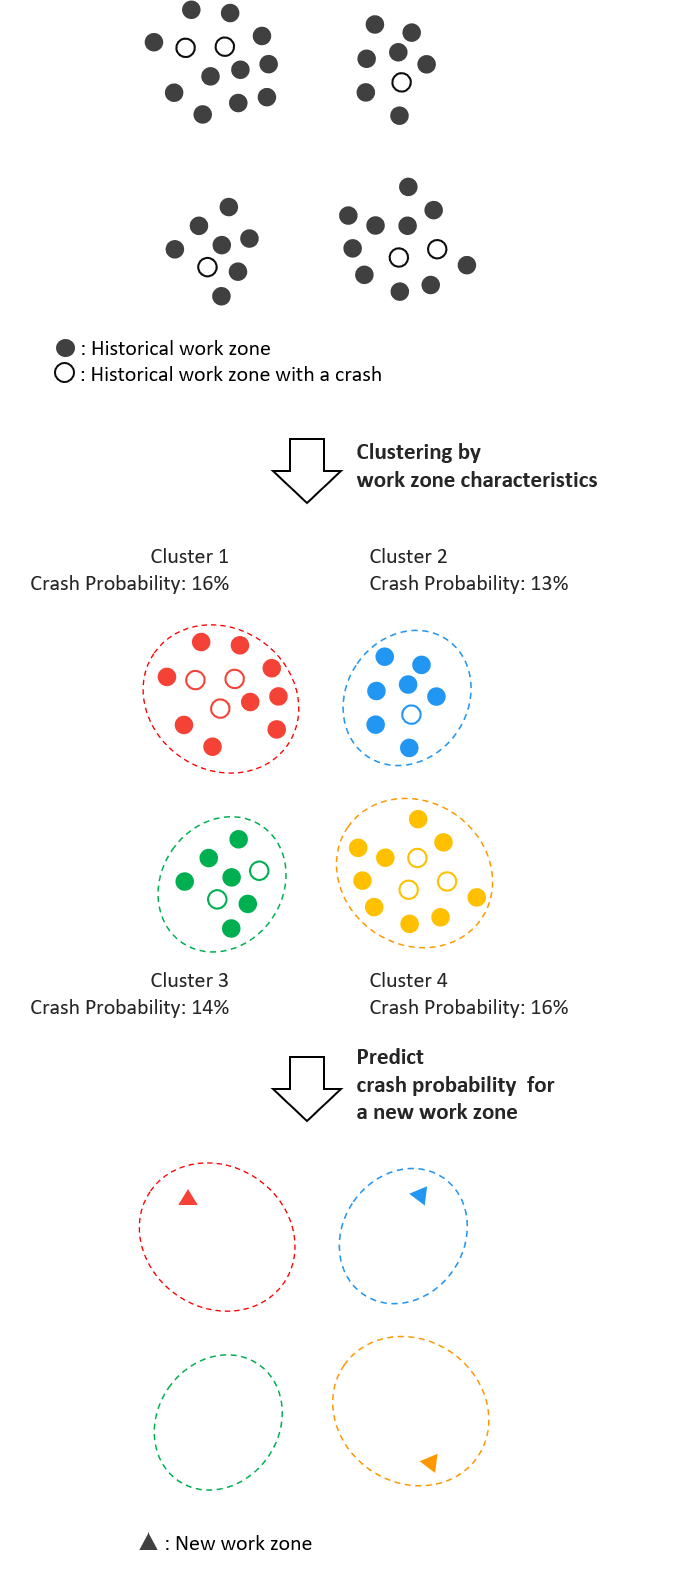 : Historical work zone
: Historical work zone with a crash
Clustering by
work zone characteristics
Cluster 1
Crash Probability: 16%
Cluster 2
Crash Probability: 13%
Cluster 3
Crash Probability: 14%
Cluster 4
Crash Probability: 16%
Predict
crash probability for
a new work zone
: New work zone